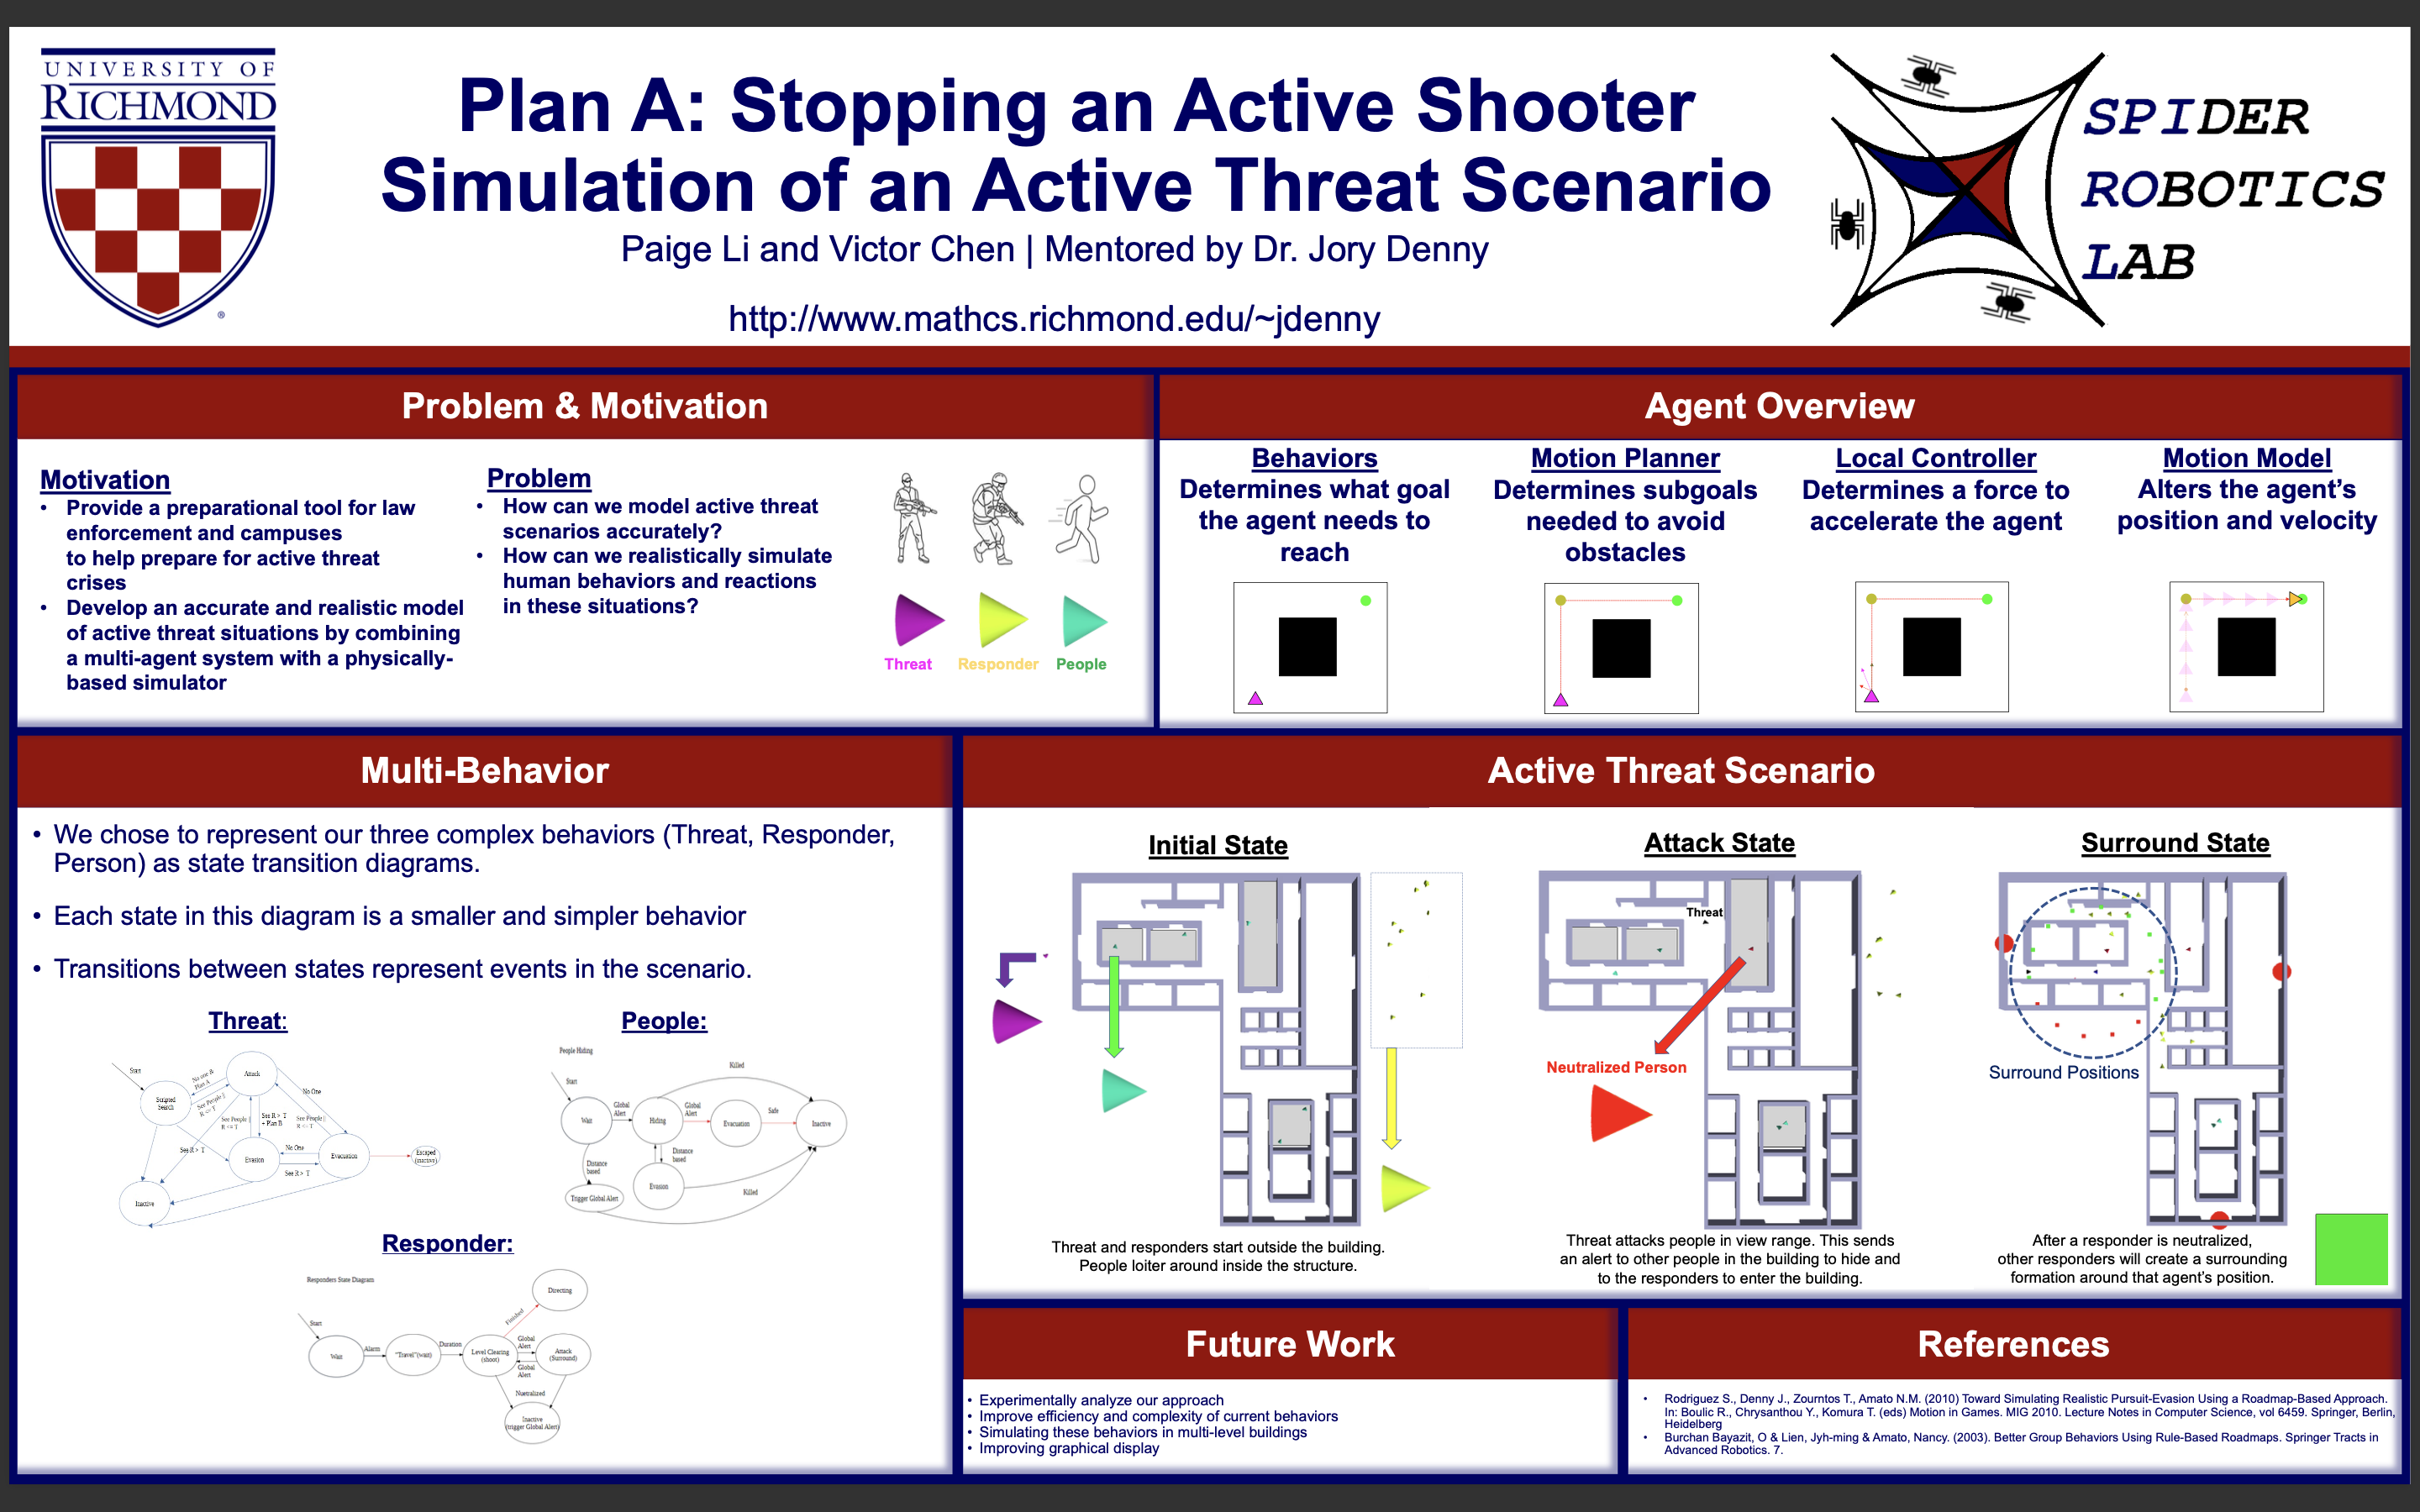 UNIVERSITY OF
RICHMOND
®
Plan A: Stopping an Active Shooter
Simulation of an Active Threat Scenario
Paige Li and Victor Chen | Mentored by Dr. Jory Denny
http://www.mathcs.richmond.edu/~jdenny
SPIDER
ROBOTICS
LAB
Problem & Motivation
Motivation
• Provide a preparational tool for law
enforcement and campuses
to help prepare for active threat
crises
• Develop an accurate and realistic model
of active threat situations by combining
a multi-agent system with a physically-
based simulator
Problem
• How can we model active threat
scenarios accurately?
• How can we realistically simulate
human behaviors and reactions
in these situations?
Threat
Responder
People
Agent Overview
Behaviors
Determines what goal
the agent needs to
reach
Motion Planner
Determines subgoals
needed to avoid
obstacles
Local Controller
Determines a force to
accelerate the agent
Motion Model
Alters the agent's
position and velocity
Multi-Behavior
• We chose to represent our three complex behaviors (Threat, Responder,
Person) as state transition diagrams.
• Each state in this diagram is a smaller and simpler behavior
• Transitions between states represent events in the scenario.
Threat:
Start
Scripted
Search
No one &
Plan A
See People ||
R <= T
Attack
No One
See People ||
R <= T
See R > T
+ Plan B
See People ||
R <= T
See R > T
Evasion
No One
See R > T
Evacuation
Escaped
(inactive)
Inactive
People:
People Hiding
Start
Wait
Global
Alert
Hiding
Global
Alert
Evacuation
Safe
Inactive
Killed
Distance
based
Distance
based
Trigger Global Alert
Evasion
Killed
Responder:
Responders State Diagram
Start
Wait
Alarm
"Travel"(wait)
Duration
Level Clearing
(shoot)
Finished
Directing
Global
Alert
Global
Alert
Attack
(Surround)
Nuetralized
Inactive
(trigger Global Alert)
Active Threat Scenario
Initial State
Threat and responders start outside the building.
People loiter around inside the structure.
Attack State
Threat
Neutralized Person
Threat attacks people in view range. This sends
an alert to other people in the building to hide and
to the responders to enter the building.
Surround State
Surround Positions
After a responder is neutralized,
other responders will create a surrounding
formation around that agent's position.
Future Work
• Experimentally analyze our approach
• Improve efficiency and complexity of current behaviors
• Simulating these behaviors in multi-level buildings
• Improving graphical display
References
• Rodriguez S., Denny J., Zourntos T., Amato N.M. (2010) Toward Simulating Realistic Pursuit-Evasion Using a Roadmap-Based Approach.
In: Boulic R., Chrysanthou Y., Komura T. (eds) Motion in Games. MIG 2010. Lecture Notes in Computer Science, vol 6459. Springer, Berlin,
Heidelberg
• Burchan Bayazit, O & Lien, Jyh-ming & Amato, Nancy. (2003). Better Group Behaviors Using Rule-Based Roadmaps. Springer Tracts in
Advanced Robotics. 7.